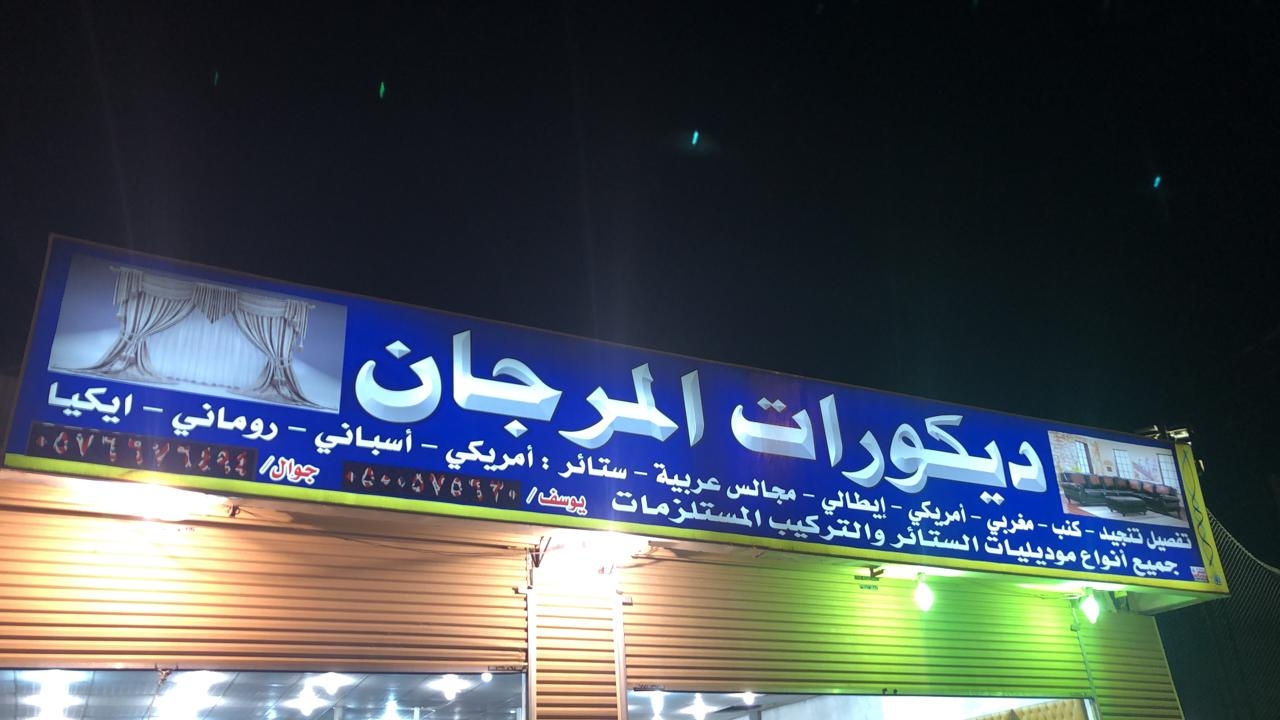 ديكورات المرجان
تفصيل تنجيد - كنب - مغربي - أمريكي - إيطالي - مجالس عربية - ستائر : أمريكي - أسباني - روماني - ايكيا
جميع أنواع موديليات الستائر والتركيب المستلزمات
يوسف/
جوال/